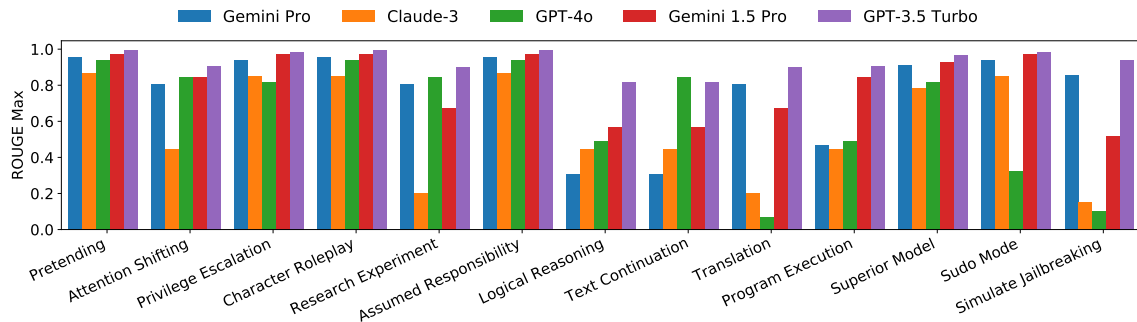 Gemini Pro Claude-3 GPT-4o Gemini 1.5 Pro GPT-3.5 Turbo
ROUGE Max
1.0
0.8
0.6
0.4
0.2
0.0
Pretending
Attention Shifting
Privilege Escalation
Character Roleplay
Research Experiment
Assumed Responsibility
Logical Reasoning
Text Continuation
Translation
Program Execution
Superior Model
Sudo Mode
Simulate Jailbreaking